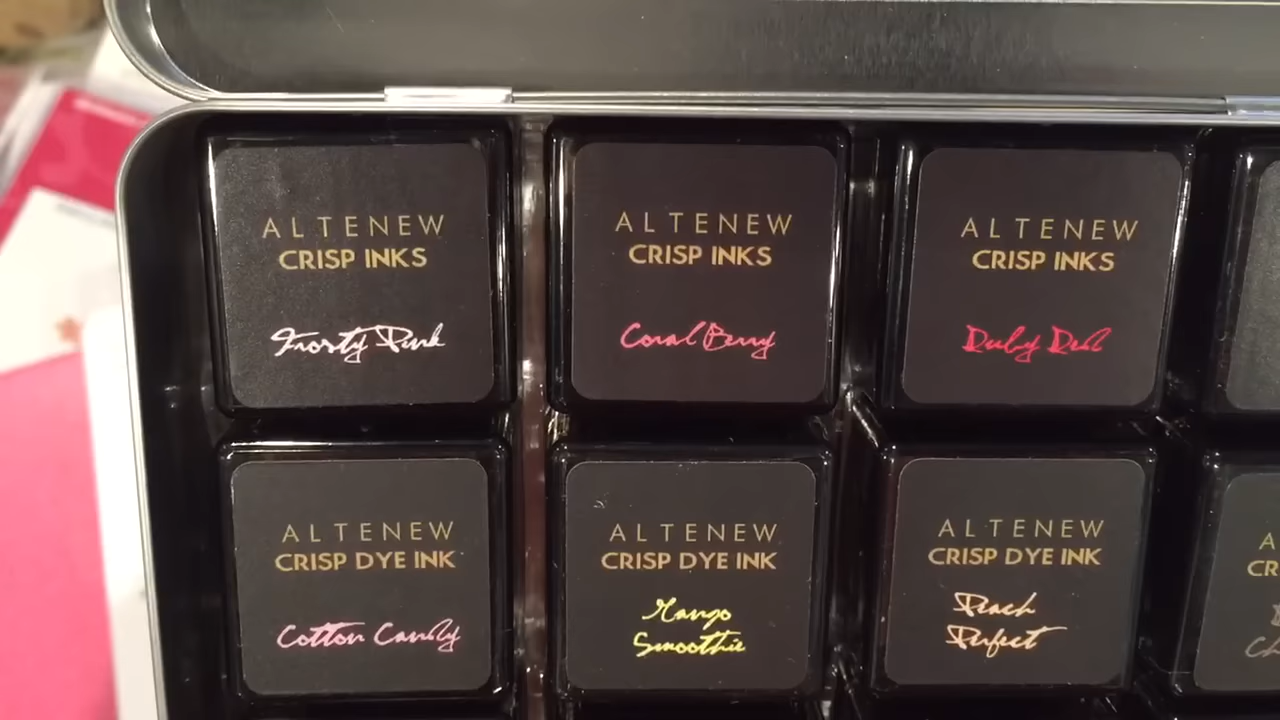 ALTENEW
CRISP INKS
Frosty Pink
ALTENEW
CRISP INKS
Coral Berry
ALTENEW
CRISP INKS
Ruby Red
ALTENEW
CRISP DYE INK
Cotton Candy
ALTENEW
CRISP DYE INK
Mango
Smoothie
ALTENEW
CRISP DYE INK
Peach
Perfect